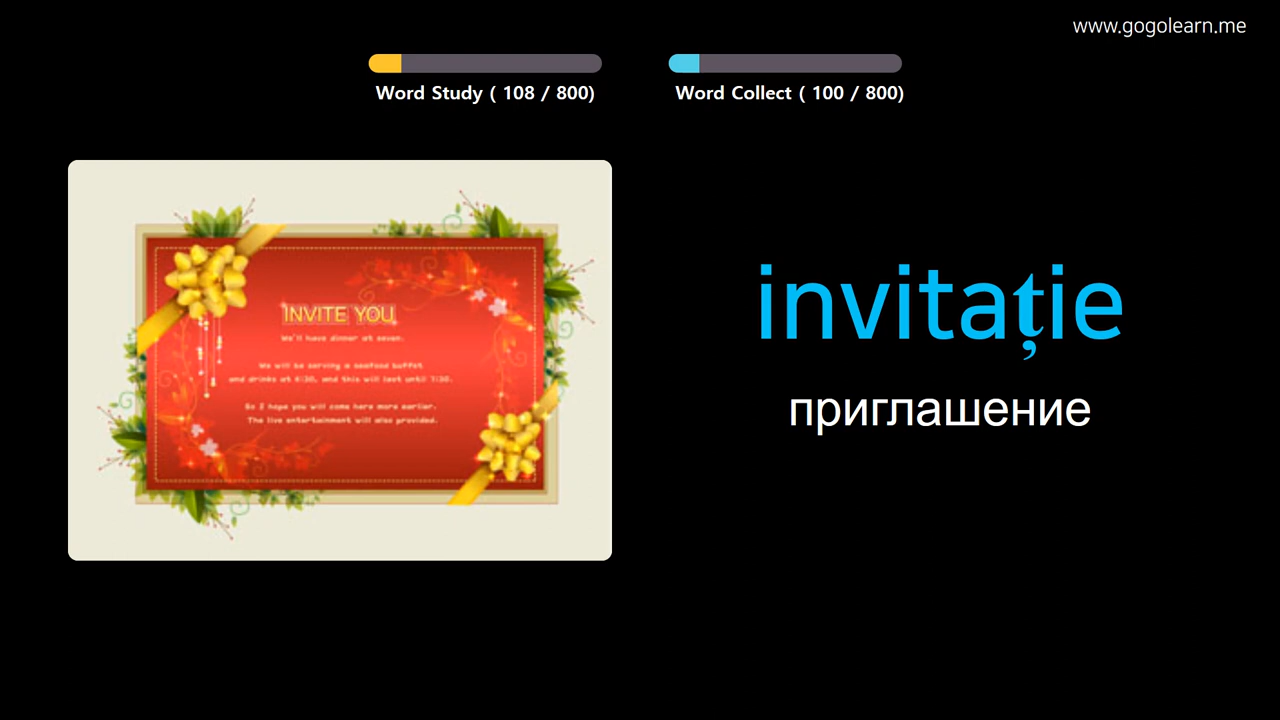 www.gogolearn.me
Word Study ( 108 / 800)
Word Collect ( 100 / 800)
INVITE YOU
We'll have dinner at seven.
We will be serving a seafood buffet
and drinks at 6:30, and this will last until 7:30.
So I hope you will come here more earlier.
The live entertainment will also provided.
invitație
приглашение